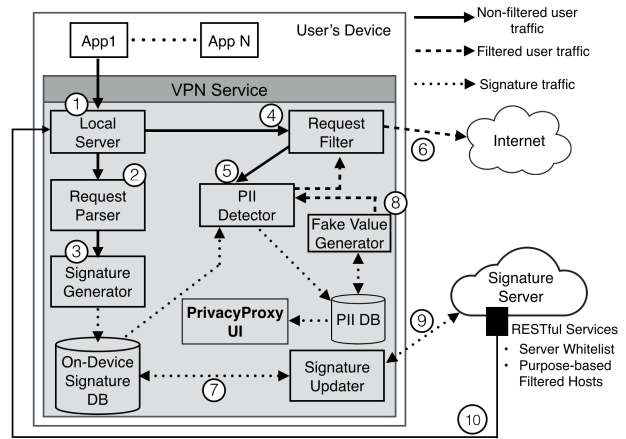 User's Device
App1
App N
Non-filtered user
traffic
Filtered user
traffic
Signature traffic
VPN Service
1
Local
Server
4
Request
Filter
6
Internet
2
Request
Parser
5
PII
Detector
8
Fake Value
Generator
3
Signature
Generator
PrivacyProxy
UI
PII DB
9
Signature
Server
RESTful Services
• Server Whitelist
• Purpose-based
Filtered Hosts
On-Device
Signature
DB
7
Signature
Updater
10